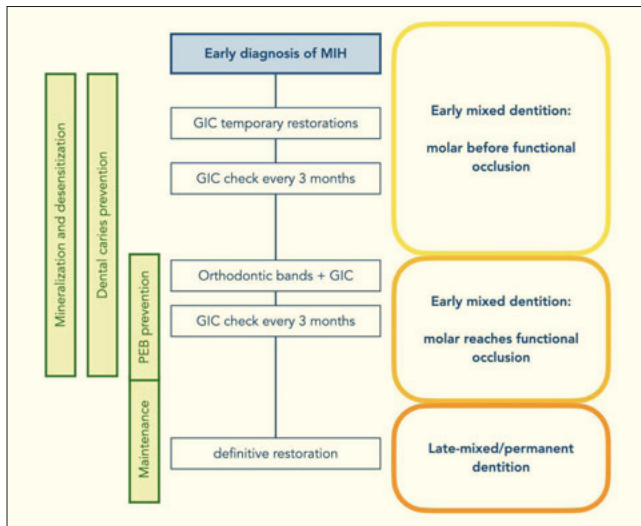 Early diagnosis of MIH
GIC temporary restorations
GIC check every 3 months
Orthodontic bands + GIC
GIC check every 3 months
definitive restoration
Mineralization and desensitization
Dental caries prevention
PEB prevention
Maintenance
Early mixed dentition:
molar before functional
occlusion
Early mixed dentition:
molar reaches functional
occlusion
Late-mixed/permanent
dentition